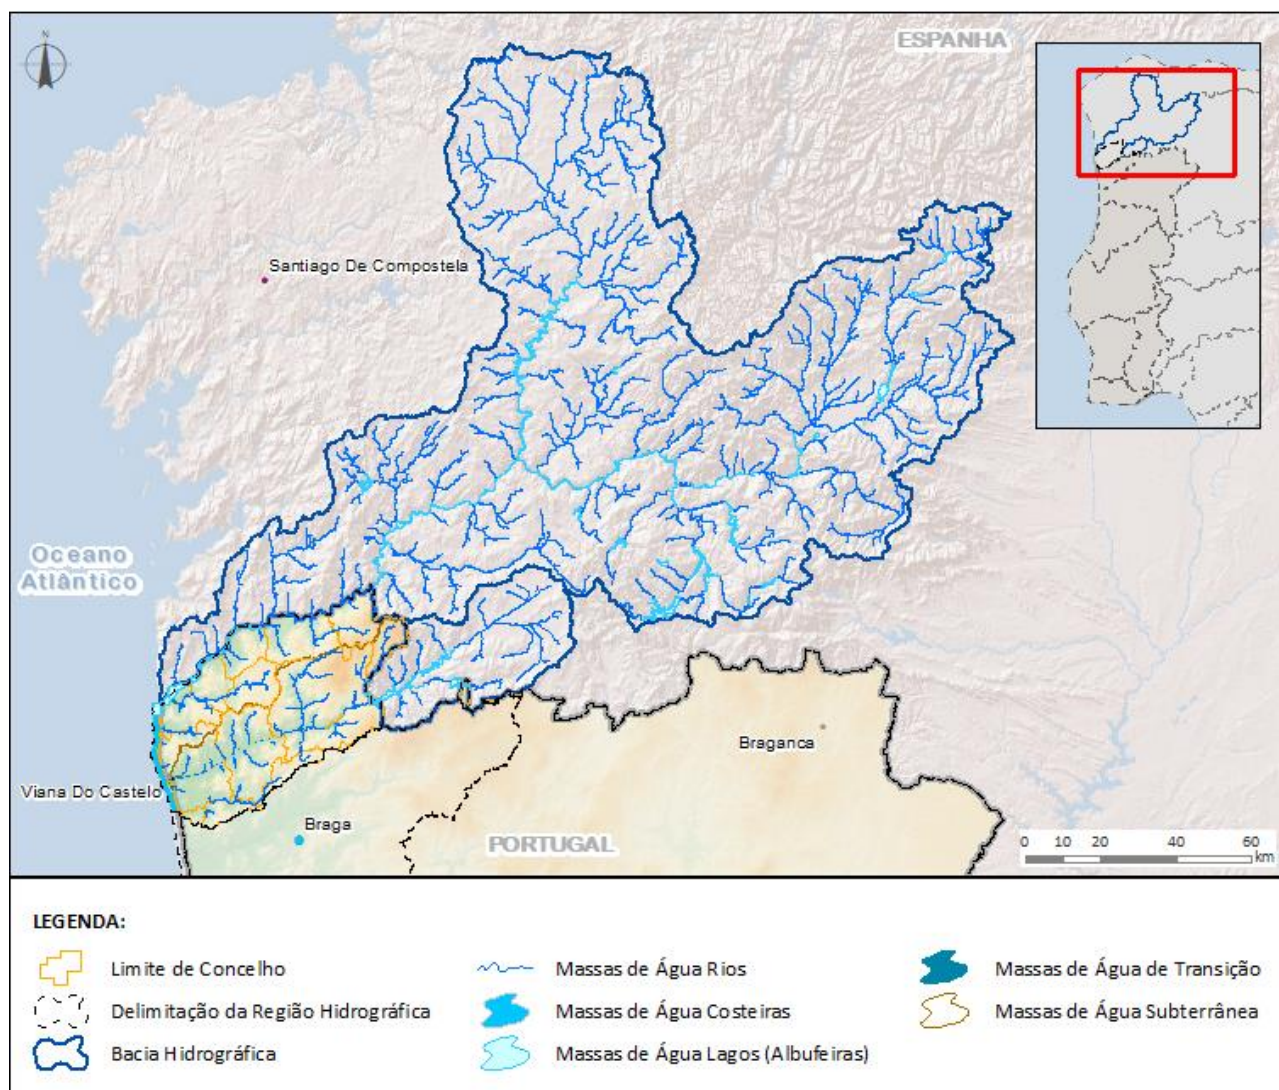 N
ESPANHA
Santiago De Compostela
Oceano
Atlântico
Braganca
Viana Do Castelo
Braga
PORTUGAL
0 10 20 40 60
km
LEGENDA:
Limite de Concelho
Delimitação da Região Hidrográfica
Bacia Hidrográfica
Massas de Água Rios
Massas de Água Costeiras
Massas de Água Lagos (Albufeiras)
Massas de Água de Transição
Massas de Água Subterrânea